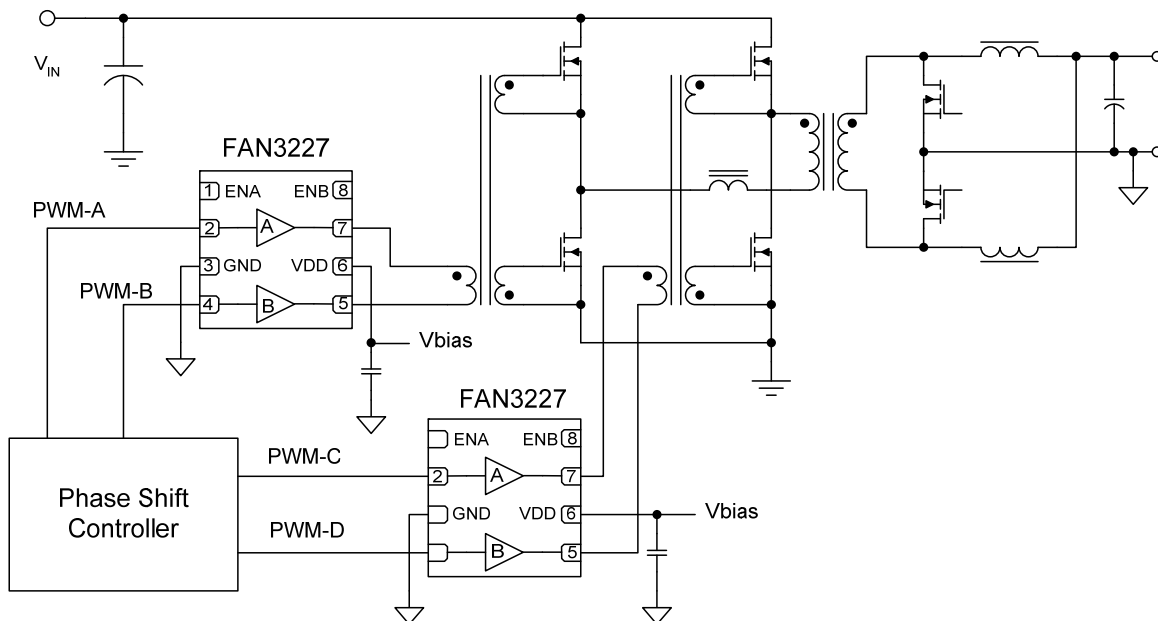 VIN
FAN3227
1 ENA ENB 8
PWM-A
2 A 7
3 GND VDD 6
PWM-B
4 B 5
Vbias
FAN3227
ENA ENB 8
PWM-C
2 A 7
Phase Shift
Controller
GND VDD 6
Vbias
PWM-D
B 5